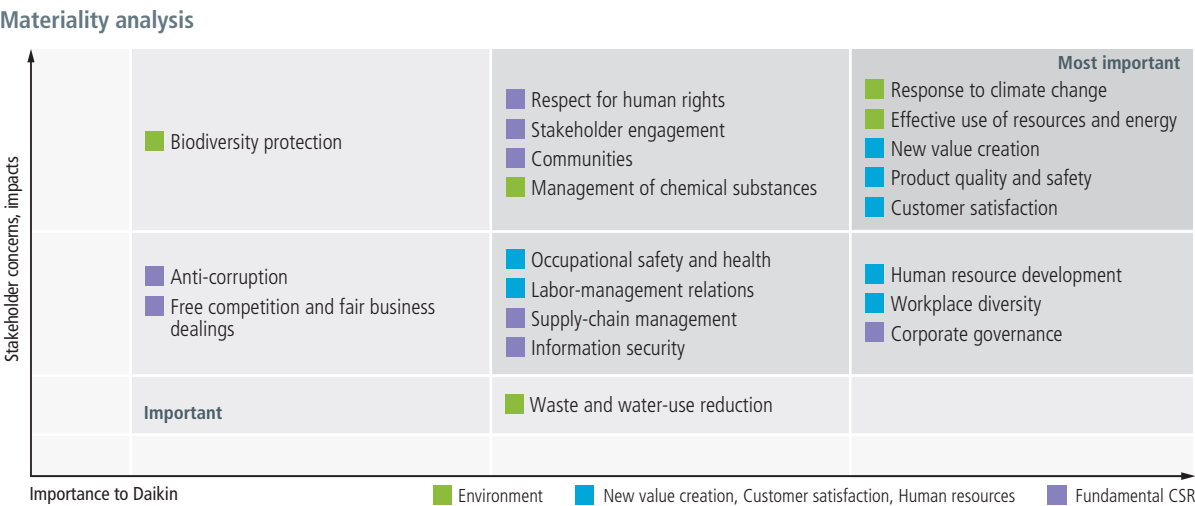 Materiality analysis
Stakeholder concerns, impacts
Biodiversity protection
Respect for human rights
Stakeholder engagement
Communities
Management of chemical substances
Most important
Response to climate change
Effective use of resources and energy
New value creation
Product quality and safety
Customer satisfaction
Anti-corruption
Free competition and fair business
dealings
Occupational safety and health
Labor-management relations
Supply-chain management
Information security
Human resource development
Workplace diversity
Corporate governance
Important
Waste and water-use reduction
Importance to Daikin
Environment
New value creation, Customer satisfaction, Human resources
Fundamental CSR